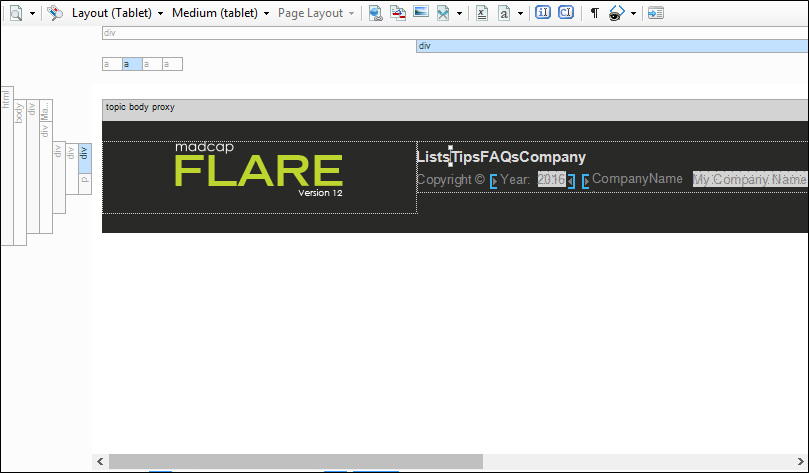 Layout (Tablet) Medium (tablet) Page Layout
div
div
a a a a
html
body
div
div
Ma...
div
div
div
p
topic body proxy
madcap
FLARE
Version 12
ListsTipsFAQsCompany
Copyright © Year: 2016 CompanyName My Company Name